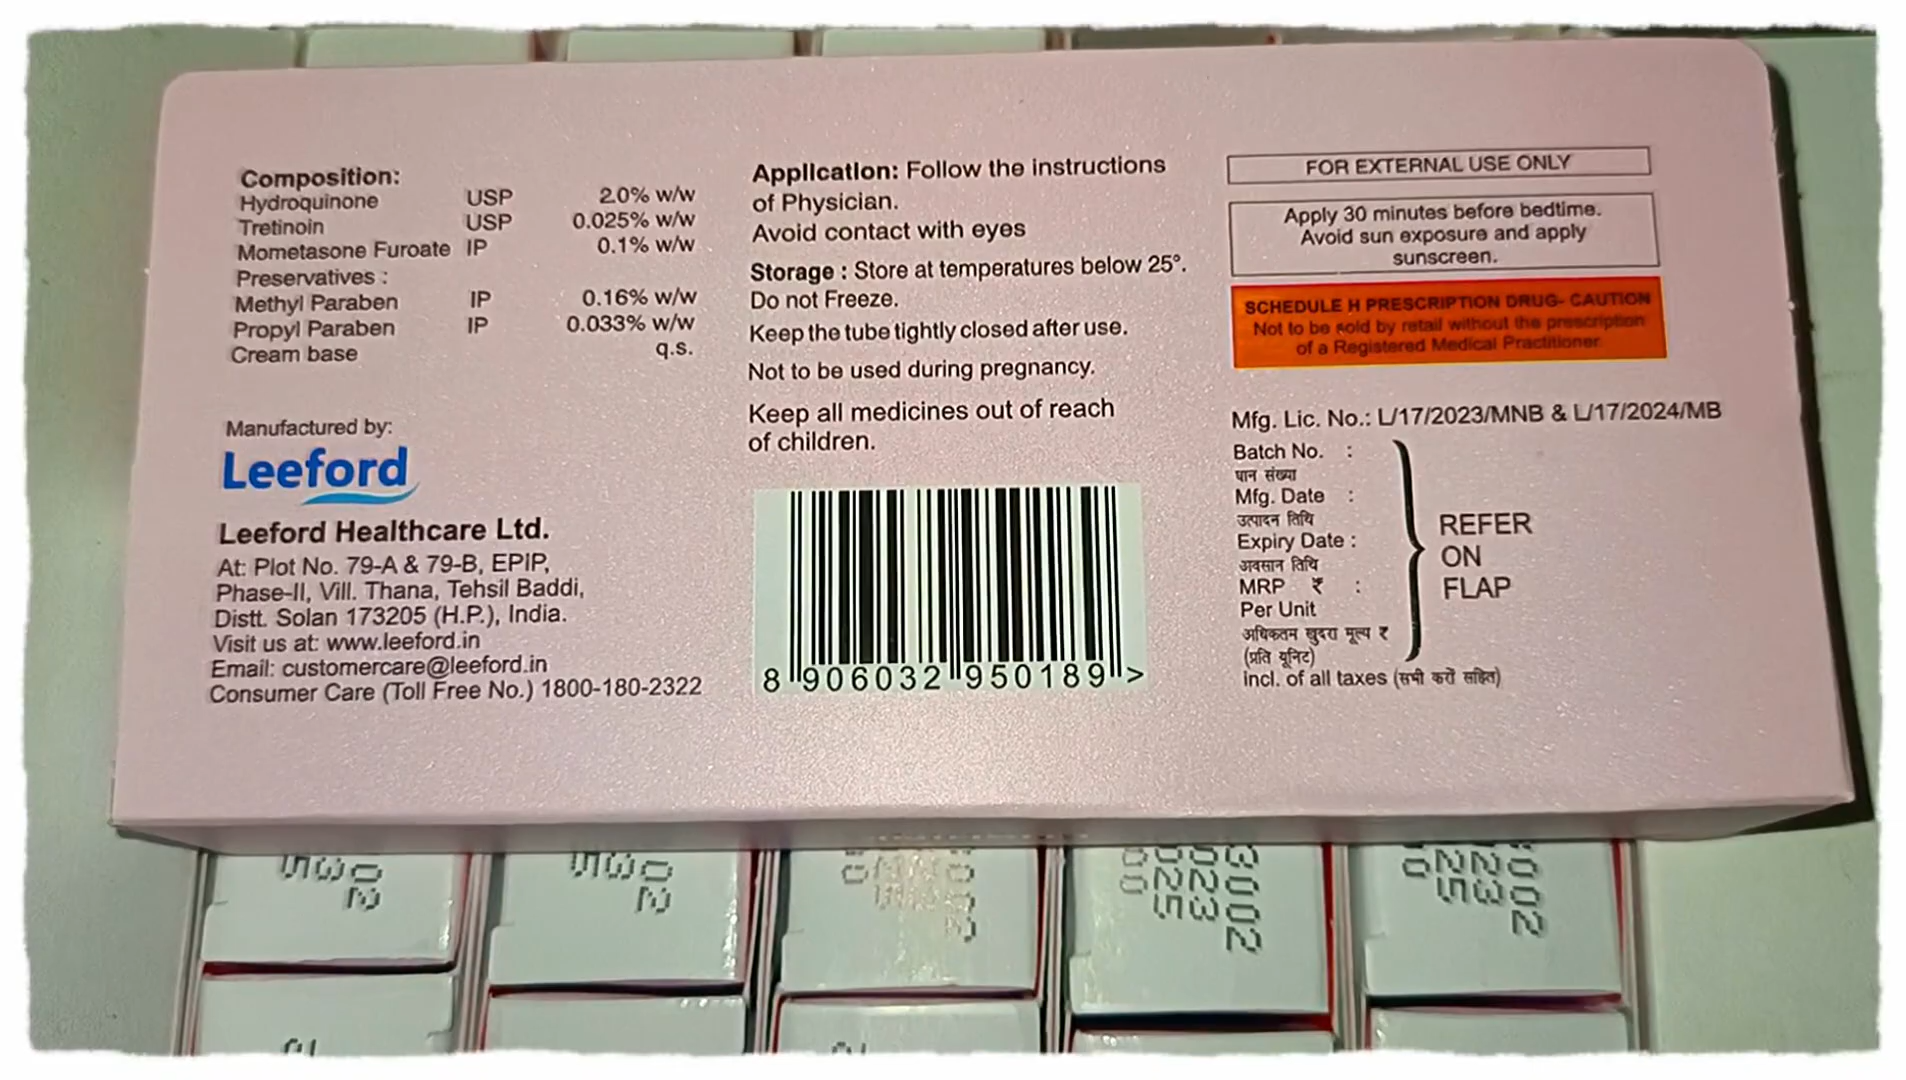 Composition:
Hydroquinone USP 2.0% w/w
Tretinoin USP 0.025% w/w
Mometasone Furoate IP 0.1% w/w
Preservatives :
Methyl Paraben IP 0.16% w/w
Propyl Paraben IP 0.033% w/w
Cream base q.s.
Manufactured by:
Leeford
Leeford Healthcare Ltd.
At: Plot No. 79-A & 79-B, EPIP,
Phase-II, Vill. Thana, Tehsil Baddi,
Distt. Solan 173205 (H.P.), India.
Visit us at: www.leeford.in
Email: customercare@leeford.in
Consumer Care (Toll Free No.) 1800-180-2322
Application: Follow the instructions
of Physician.
Avoid contact with eyes
Storage : Store at temperatures below 25°.
Do not Freeze.
Keep the tube tightly closed after use.
Not to be used during pregnancy.
Keep all medicines out of reach
of children.
8 906032 950189 >
FOR EXTERNAL USE ONLY
Apply 30 minutes before bedtime.
Avoid sun exposure and apply
sunscreen.
SCHEDULE H PRESCRIPTION DRUG- CAUTION
Not to be sold by retail without the prescription
of a Registered Medical Practitioner
Mfg. Lic. No.: L/17/2023/MNB & L/17/2024/MB
Batch No. :
घान संख्या
Mfg. Date :
उत्पादन तिथि
Expiry Date :
अवसान तिथि
MRP ₹ :
Per Unit
अधिकतम खुदरा मूल्य ₹
(प्रति यूनिट)
incl. of all taxes (सभी करों सहित)
REFER
ON
FLAP